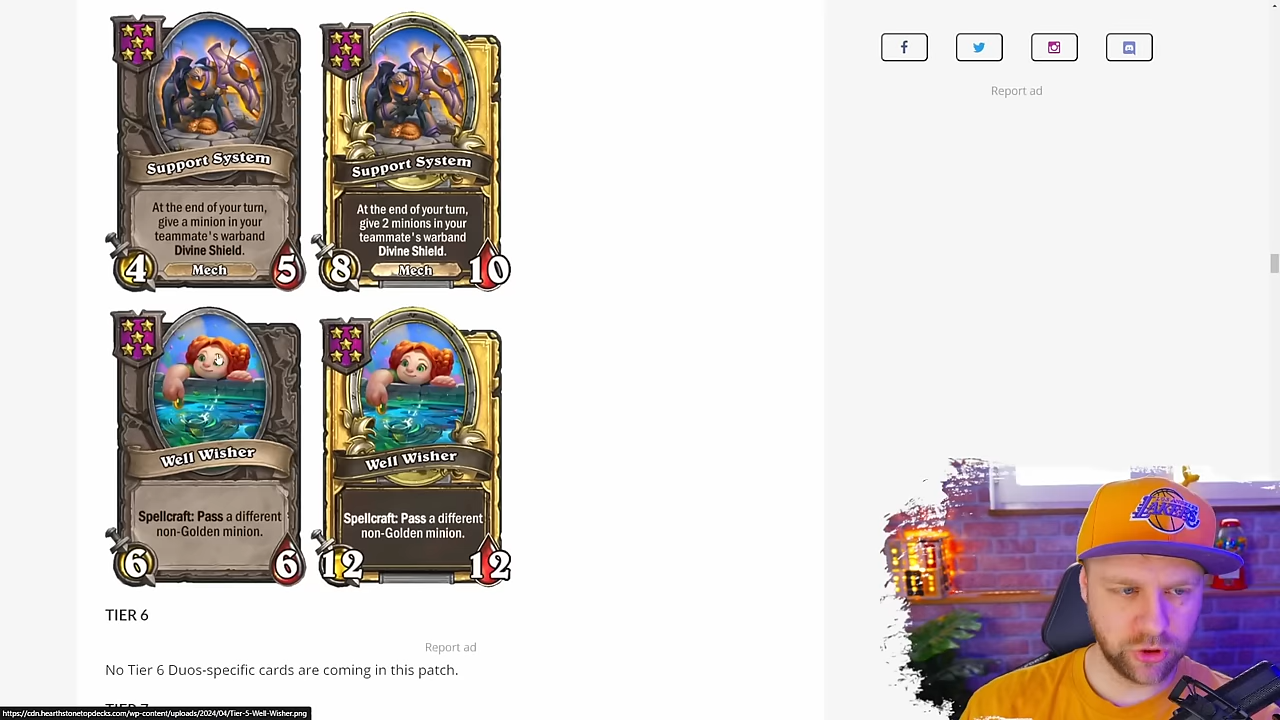 Support System
At the end of your turn,
give a minion in your
teammate's warband
Divine Shield.
4
Mech
5
Support System
At the end of your turn,
give 2 minions in your
teammate's warband
Divine Shield.
8
Mech
10
Well Wisher
Spellcraft: Pass a different
non-Golden minion.
6
6
Well Wisher
Spellcraft: Pass a different
non-Golden minion.
12
12
TIER 6
Report ad
No Tier 6 Duos-specific cards are coming in this patch.
https://cdn.hearthstonetopdecks.com/wp-content/uploads/2024/04/Tier-5-Well-Wisher.png
Report ad
LAKERS